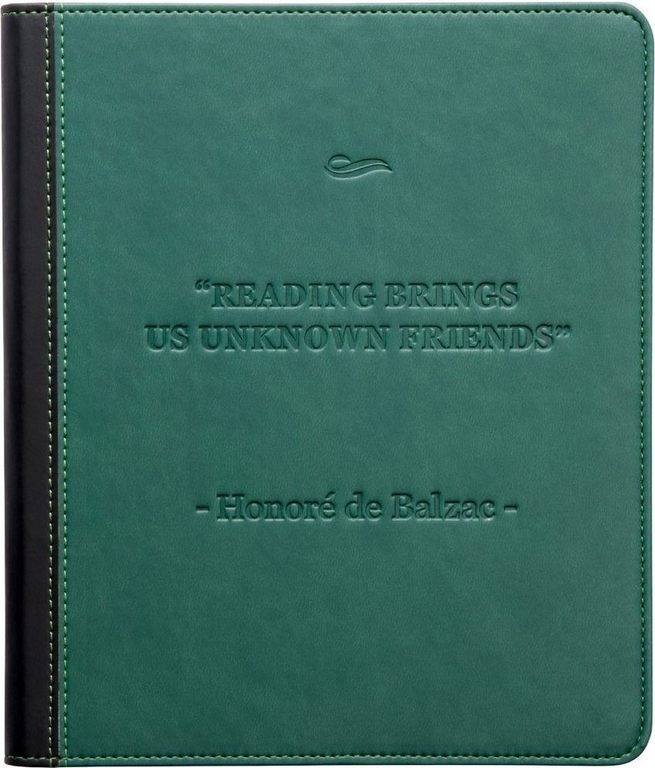 “READING BRINGS
US UNKNOWN FRIENDS”
- Honoré de Balzac -